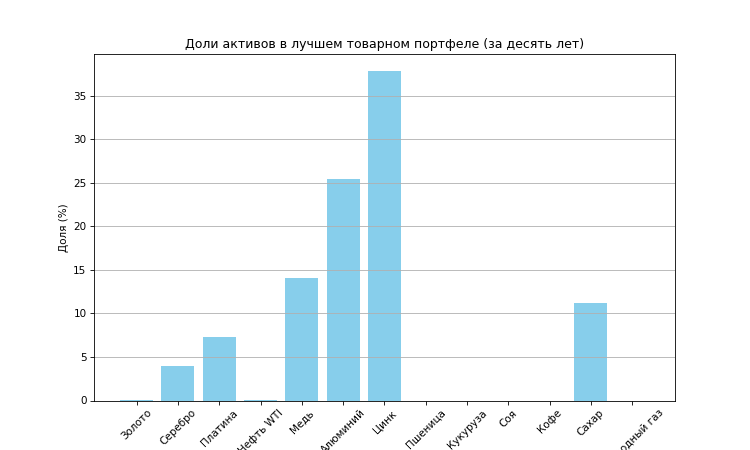 Доли активов в лучшем товарном портфеле (за десять лет)
Доля (%)
35
30
25
20
15
10
5
0
Золото
Серебро
Платина
Нефть WTI
Медь
Алюминий
Цинк
Пшеница
Кукуруза
Соя
Кофе
Сахар
газ